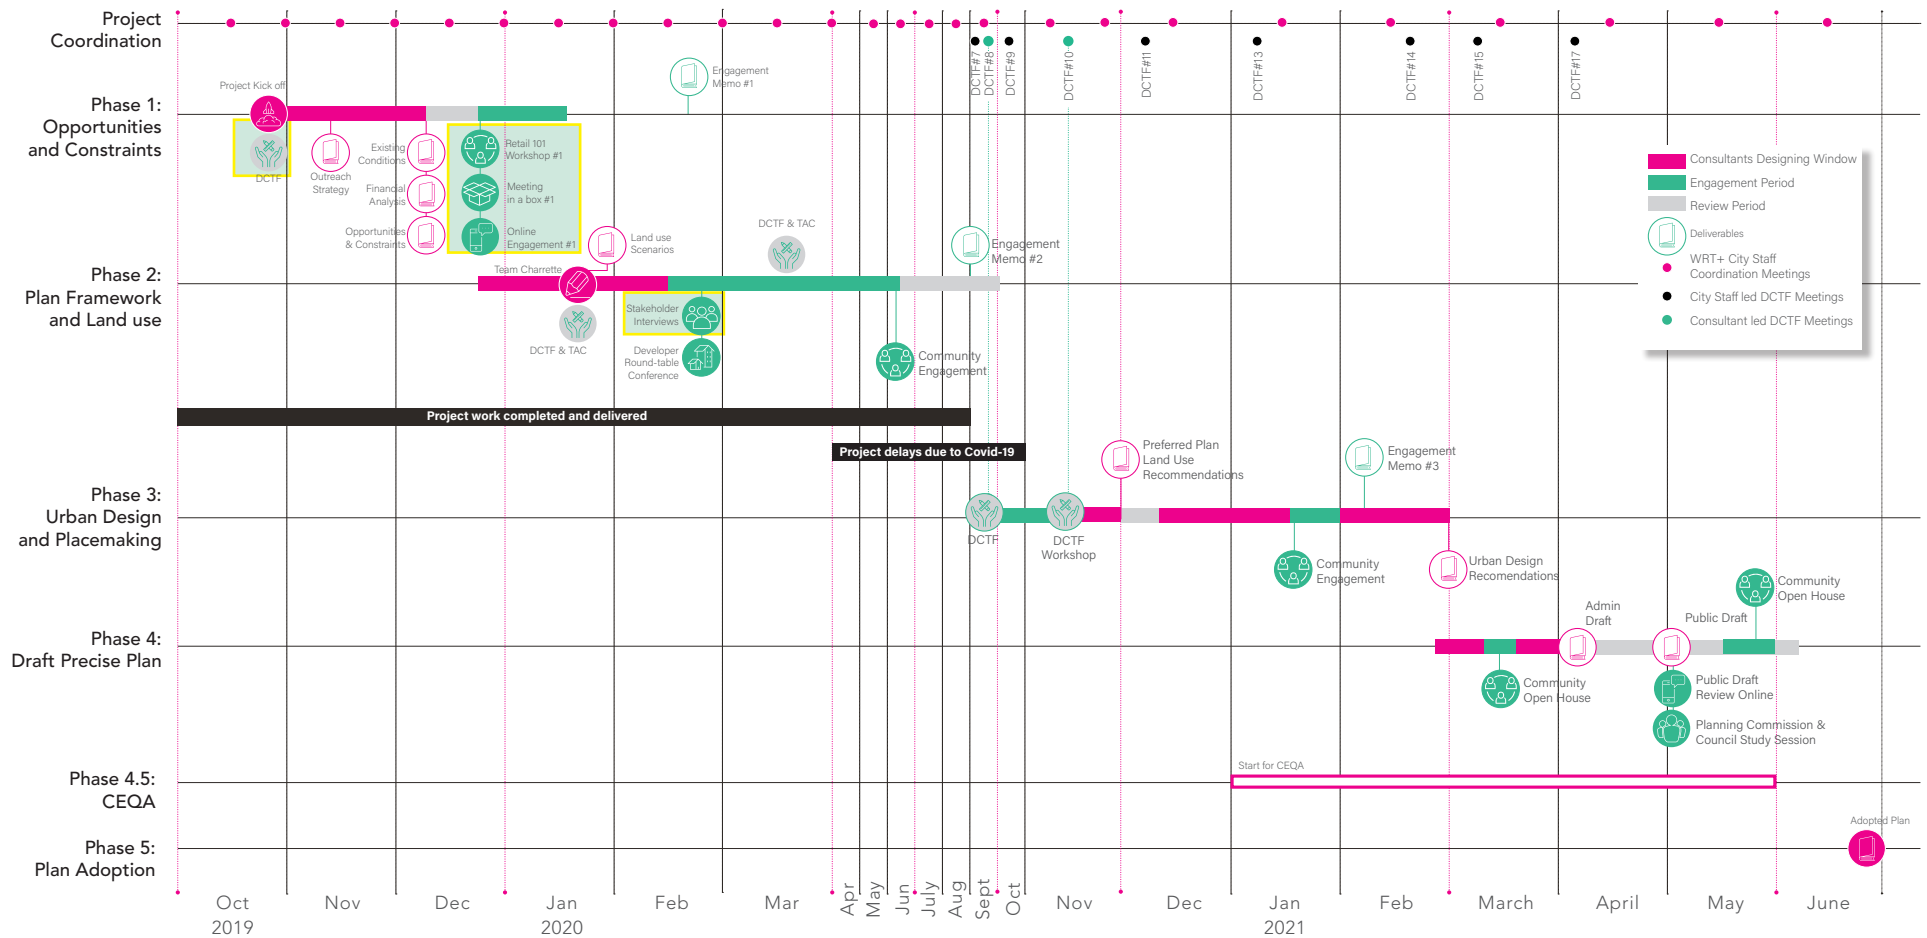 Project
Coordination
DCTF#7
DCTF#8
DCTF#9
DCTF#10
DCTF#11
DCTF#13
DCTF#14
DCTF#15
DCTF#17
Phase 1:
Opportunities
and Constraints
Project Kick off
DCTF
Outreach
Strategy
Existing
Conditions
Financial
Analysis
Opportunities
& Constraints
Retail 101
Workshop #1
Meeting
in a box #1
Online
Engagement #1
Engagement
Memo #1
Consultants Designing Window
Engagement Period
Review Period
Deliverables
WRT+ City Staff
Coordination Meetings
City Staff led DCTF Meetings
Consultant led DCTF Meetings
Phase 2:
Plan Framework
and Land use
Team Charrette
Land use
Scenarios
DCTF & TAC
DCTF & TAC
Stakeholder
Interviews
Developer
Round-table
Conference
Engagement
Memo #2
Community
Engagement
Project work completed and delivered
Project delays due to Covid-19
Phase 3:
Urban Design
and Placemaking
DCTF
DCTF
Workshop
Preferred Plan
Land Use
Recommendations
Community
Engagement
Engagement
Memo #3
Urban Design
Recomendations
Phase 4:
Draft Precise Plan
Community
Open House
Admin
Draft
Public Draft
Community
Open House
Public Draft
Review Online
Planning Commission &
Council Study Session
Phase 4.5:
CEQA
Start for CEQA
Phase 5:
Plan Adoption
Adopted Plan
Oct
Nov
Dec
Jan
Feb
Mar
Apr
May
Jun
July
Aug
Sept
Oct
Nov
Dec
Jan
Feb
March
April
May
June
2019
2020
2021